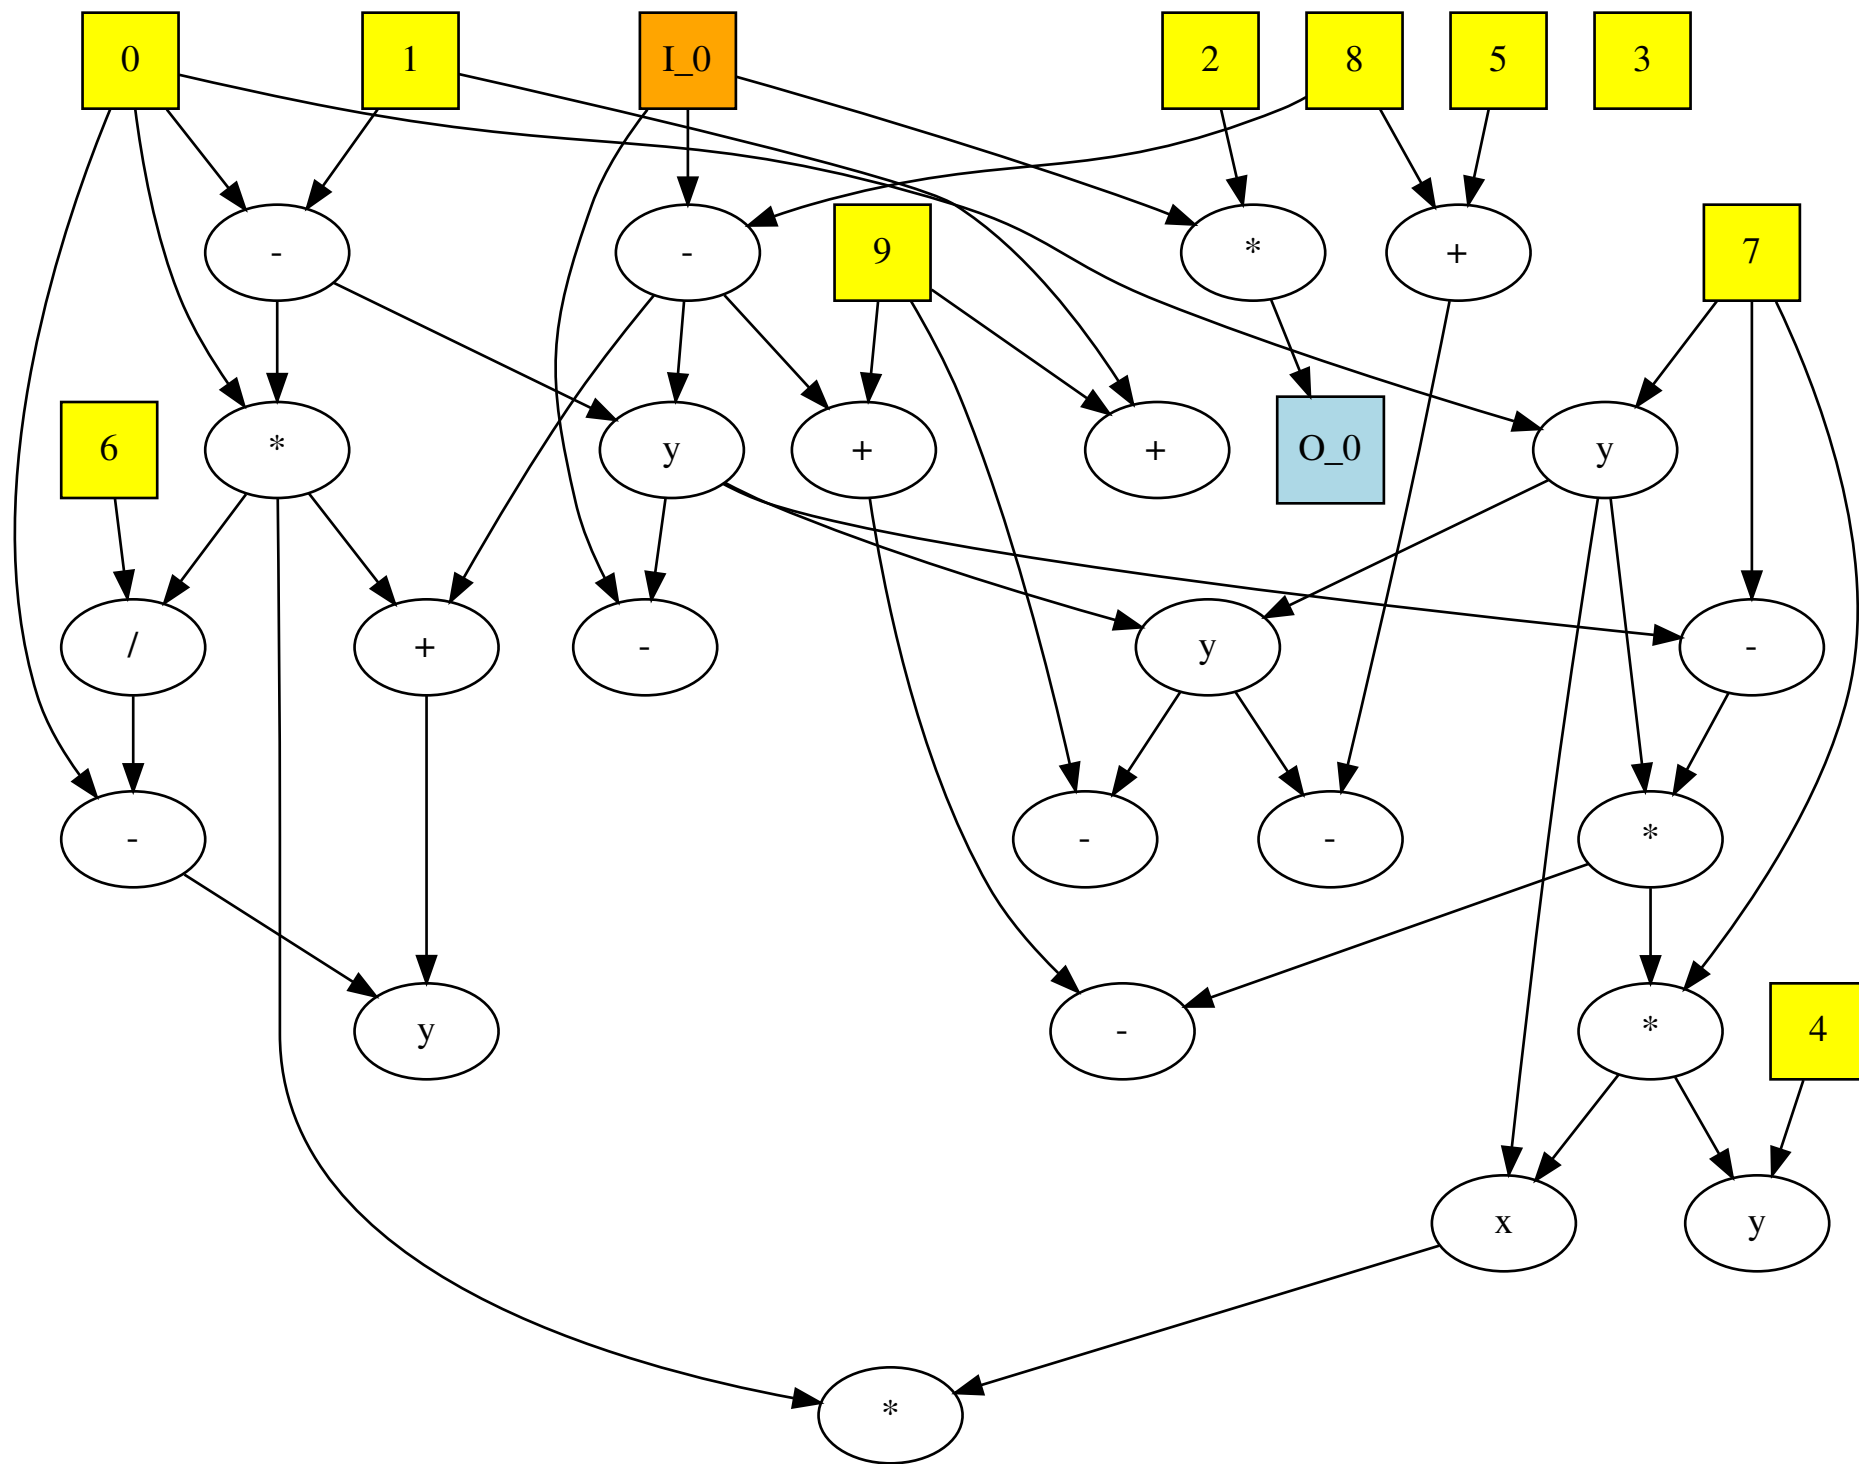 0 1 I_0 2 8 5 3
- - 9 * + 7
6 * y + + O_0 y
/ + - y -
- - - *
y - * 4
x y
*